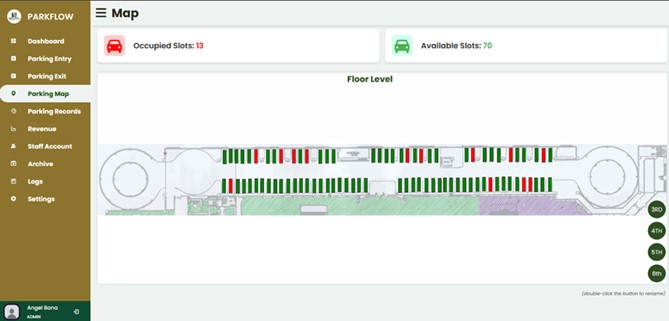 PARKFLOW
Map
Dashboard
Parking Entry
Parking Exit
Parking Map
Parking Records
Revenue
Staff Account
Archive
Logs
Settings
Angel Bana
ADMIN
Occupied Slots: 13
Available Slots: 70
Floor Level
3RD
4TH
5TH
6th
(double-click the button to rename)